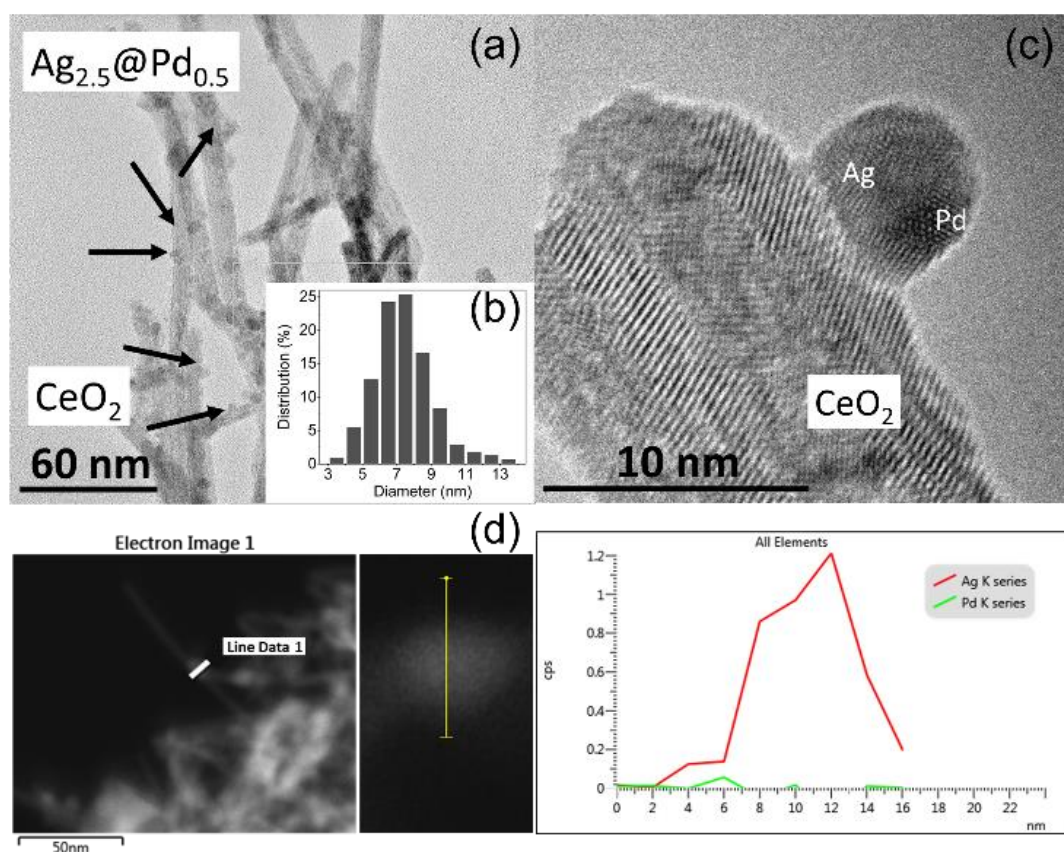 (a)
Ag2.5@Pd0.5
CeO2
60 nm
(b)
Distribution (%)
25
20
15
10
5
0
3 5 7 9 11 13
Diameter (nm)
(c)
Ag
Pd
CeO2
10 nm
(d)
Electron Image 1
Line Data 1
50nm
All Elements
Ag K series
Pd K series
cps
1.2
1
0.8
0.6
0.4
0.2
0
0 2 4 6 8 10 12 14 16 18 20 22
nm